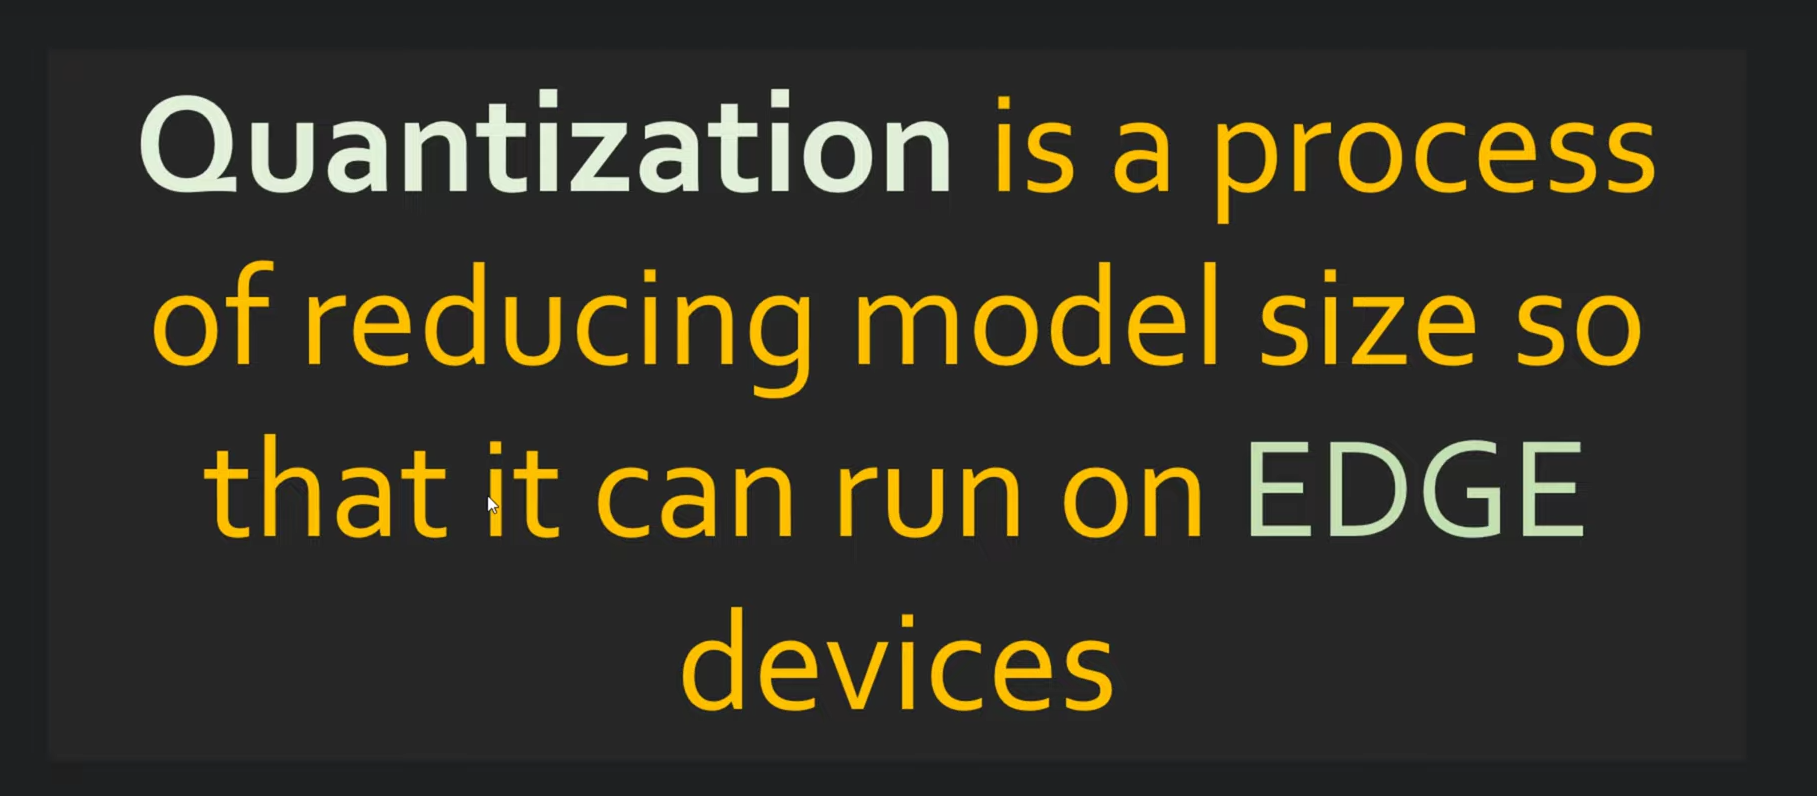 Quantization is a process
of reducing model size so
that it can run on EDGE
devices